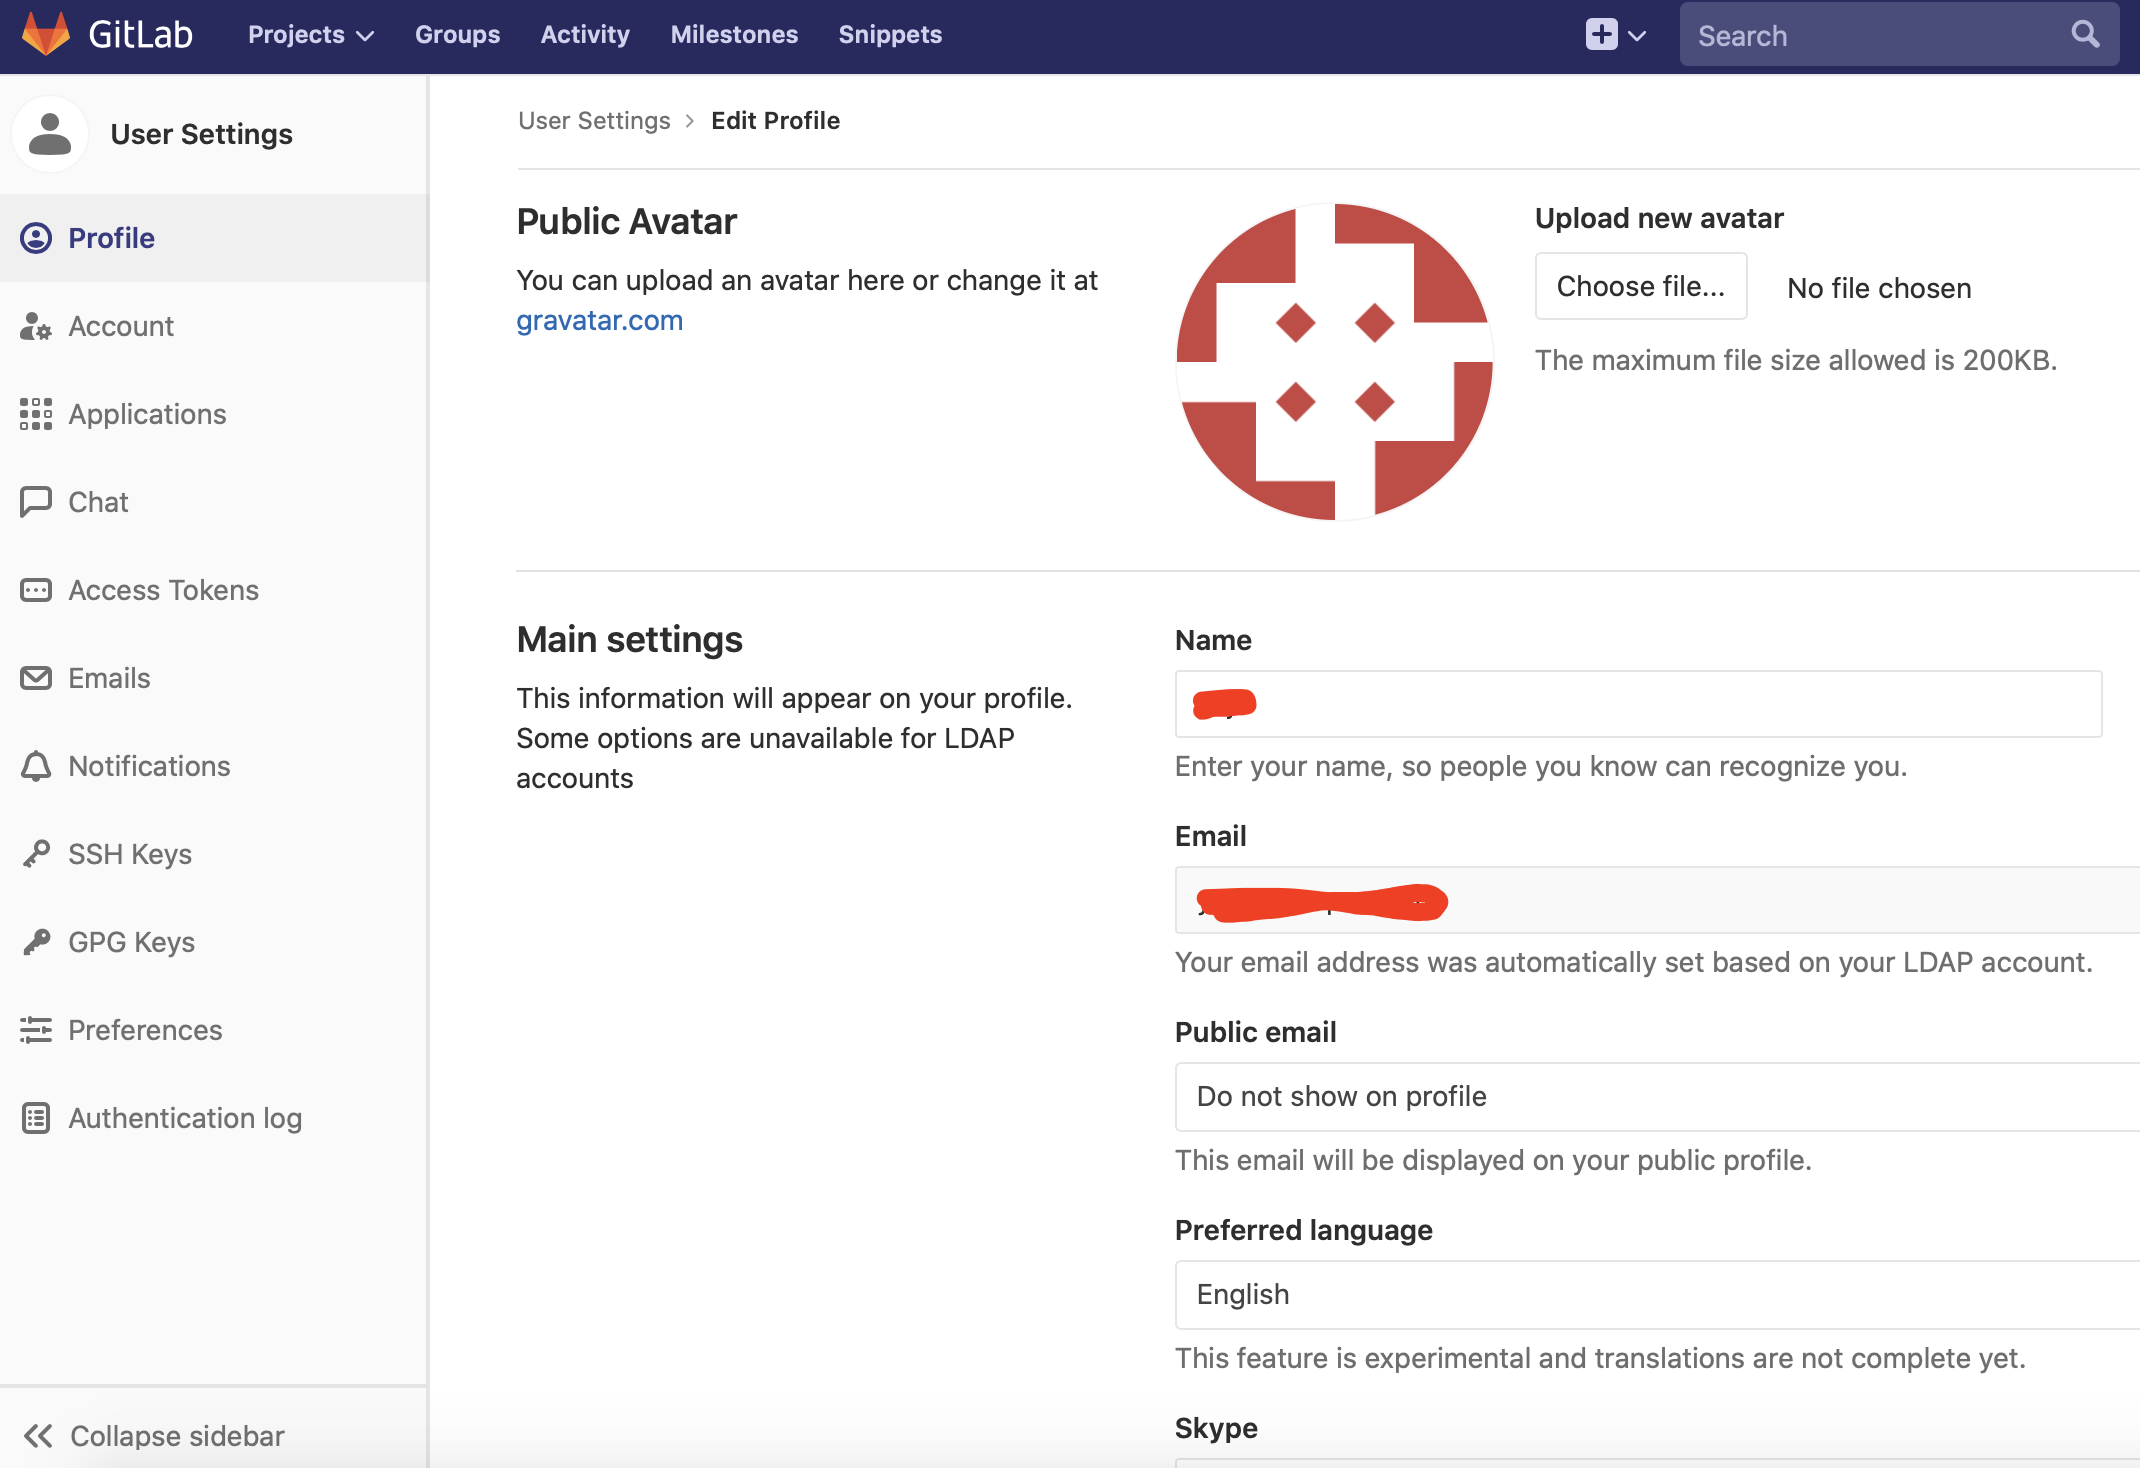 GitLab
Projects
Groups
Activity
Milestones
Snippets
Search
User Settings
Profile
Account
Applications
Chat
Access Tokens
Emails
Notifications
SSH Keys
GPG Keys
Preferences
Authentication log
Collapse sidebar
User Settings > Edit Profile
Public Avatar
You can upload an avatar here or change it at
gravatar.com
Upload new avatar
Choose file...
No file chosen
The maximum file size allowed is 200KB.
Main settings
This information will appear on your profile.
Some options are unavailable for LDAP
accounts
Name
Enter your name, so people you know can recognize you.
Email
Your email address was automatically set based on your LDAP account.
Public email
Do not show on profile
This email will be displayed on your public profile.
Preferred language
English
This feature is experimental and translations are not complete yet.
Skype